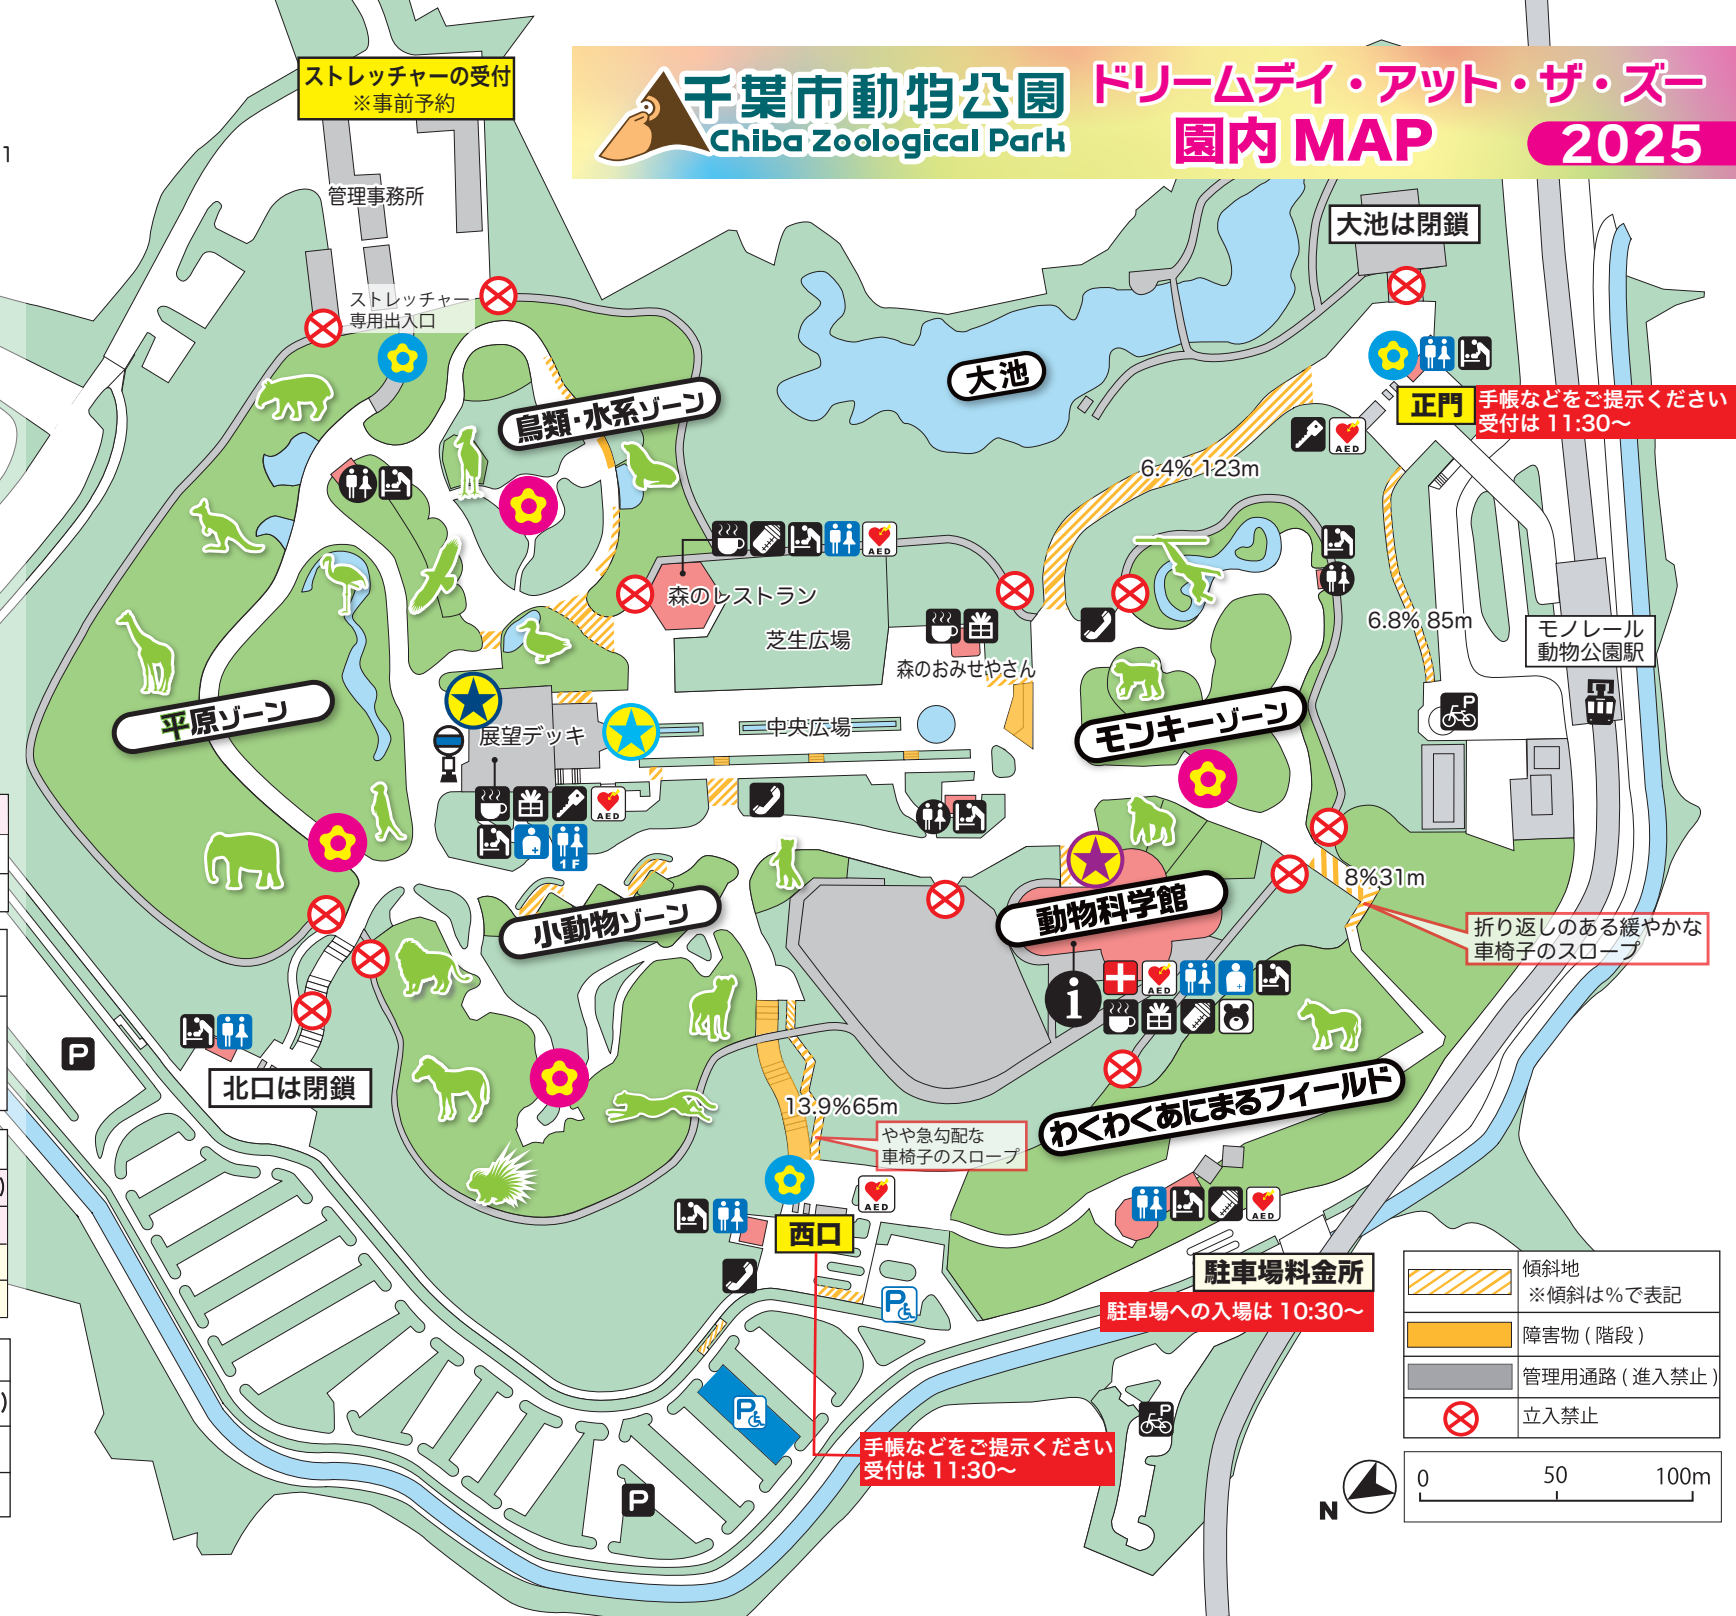 千葉市動物公園
Chiba Zoological Park
ドリームデイ・アット・ザ・ズー
園内 MAP
2025
ストレッチャーの受付
※事前予約
1
管理事務所
ストレッチャー
専用出入口
大池は閉鎖
大池
正門
手帳などをご提示ください
受付は 11:30～
AED
鳥類・水系ゾーン
6.4% 123m
AED
森のレストラン
芝生広場
森のおみせやさん
6.8% 85m
モノレール
動物公園駅
平原ゾーン
展望デッキ
中央広場
モンキーゾーン
AED
1F
小動物ゾーン
動物科学館
8%31m
折り返しのある緩やかな
車椅子のスロープ
i
AED
P
北口は閉鎖
13.9%65m
やや急勾配な
車椅子のスロープ
わくわくあにまるフィールド
AED
AED
西口
駐車場料金所
駐車場への入場は 10:30～
P
P
P
P
P
手帳などをご提示ください
受付は 11:30～
傾斜地
※傾斜は%で表記
障害物 ( 階段 )
管理用通路 ( 進入禁止 )
立入禁止
N
0 50 100m
)
)